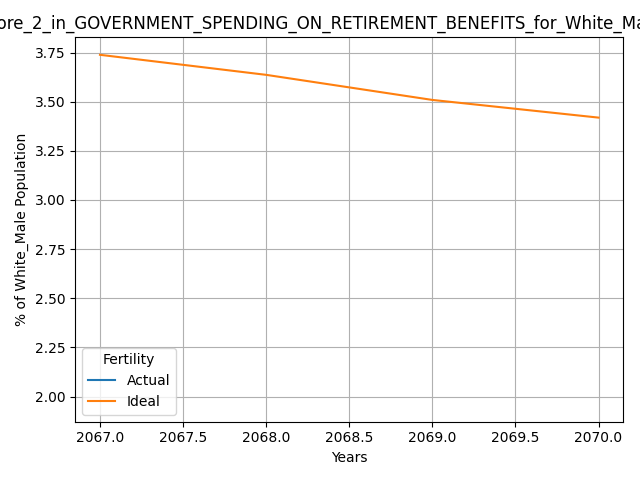 ore_2_in_GOVERNMENT_SPENDING_ON_RETIREMENT_BENEFITS_for_White_Ma
3.75
3.50
3.25
3.00
2.75
2.50
2.25
2.00
% of White_Male Population
Fertility
Actual
Ideal
2067.0 2067.5 2068.0 2068.5 2069.0 2069.5 2070.0
Years